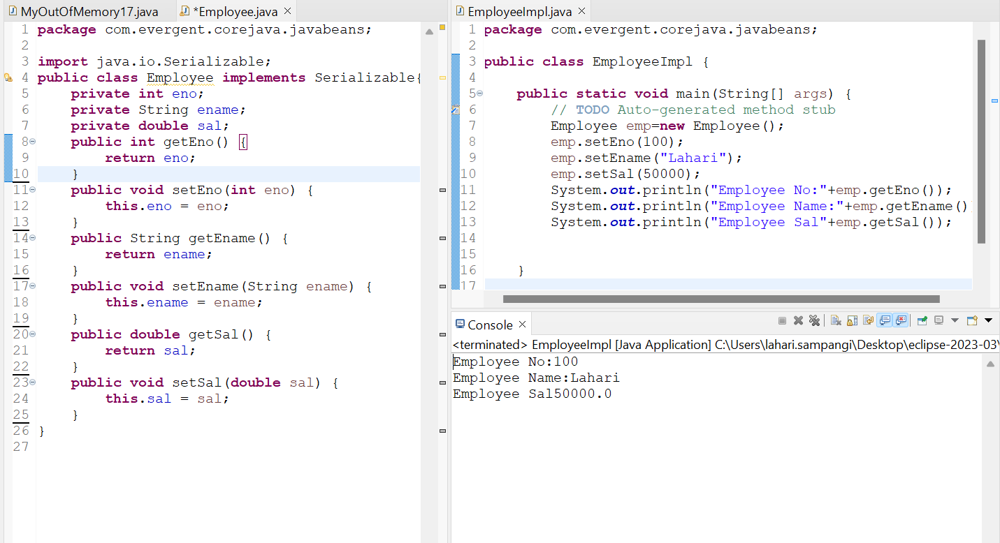 MyOutOfMemory17.java *Employee.java
1 package com.evergent.corejava.javabeans;
2
3 import java.io.Serializable;
4 public class Employee implements Serializable{
5     private int eno;
6     private String ename;
7     private double sal;
8     public int getEno() {
9         return eno;
10     }
11     public void setEno(int eno) {
12         this.eno = eno;
13     }
14     public String getEname() {
15         return ename;
16     }
17     public void setEname(String ename) {
18         this.ename = ename;
19     }
20     public double getSal() {
21         return sal;
22     }
23     public void setSal(double sal) {
24         this.sal = sal;
25     }
26 }
27
EmployeeImpl.java
1 package com.evergent.corejava.javabeans;
2
3 public class EmployeeImpl {
4
5     public static void main(String[] args) {
6         // TODO Auto-generated method stub
7         Employee emp=new Employee();
8         emp.setEno(100);
9         emp.setEname("Lahari");
10         emp.setSal(50000);
11         System.out.println("Employee No:"+emp.getEno());
12         System.out.println("Employee Name:"+emp.getEname()
13         System.out.println("Employee Sal"+emp.getSal());
14
15
16     }
17
Console
<terminated> EmployeeImpl [Java Application] C:\Users\lahari.sampangi\Desktop\eclipse-2023-03\
Employee No:100
Employee Name:Lahari
Employee Sal50000.0